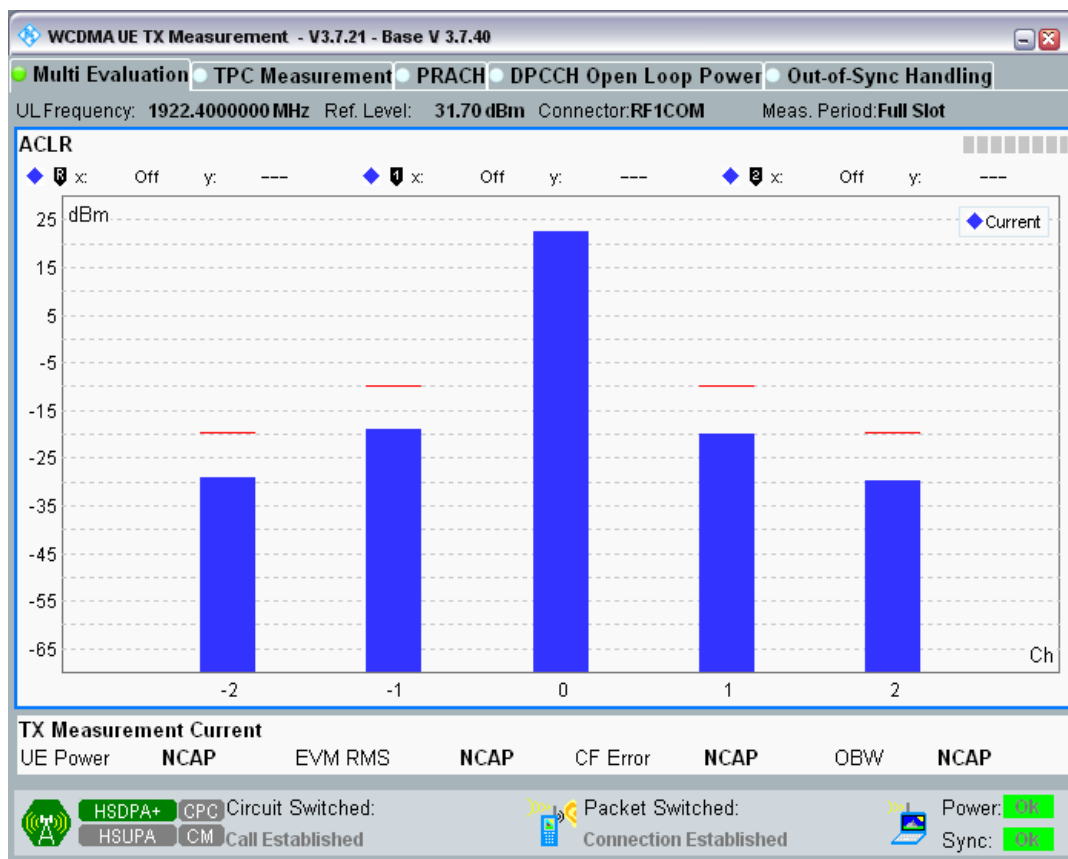 WCDMA UE TX Measurement - V3.7.21 - Base V 3.7.40
Multi Evaluation TPC Measurement PRACH DPCCH Open Loop Power Out-of-Sync Handling
UL Frequency: 1922.4000000 MHz Ref. Level: 31.70 dBm Connector:RF1COM Meas. Period:Full Slot
ACLR
R x: Off y: --- 1 x: Off y: --- 2 x: Off y: ---
dBm
Current
25
15
5
-5
-15
-25
-35
-45
-55
-65
Ch
-2 -1 0 1 2
TX Measurement Current
UE Power NCAP EVM RMS NCAP CF Error NCAP OBW NCAP
HSDPA+ CPC Circuit Switched: Packet Switched: Power: Ok
HSUPA CM Call Established Connection Established Sync: Ok